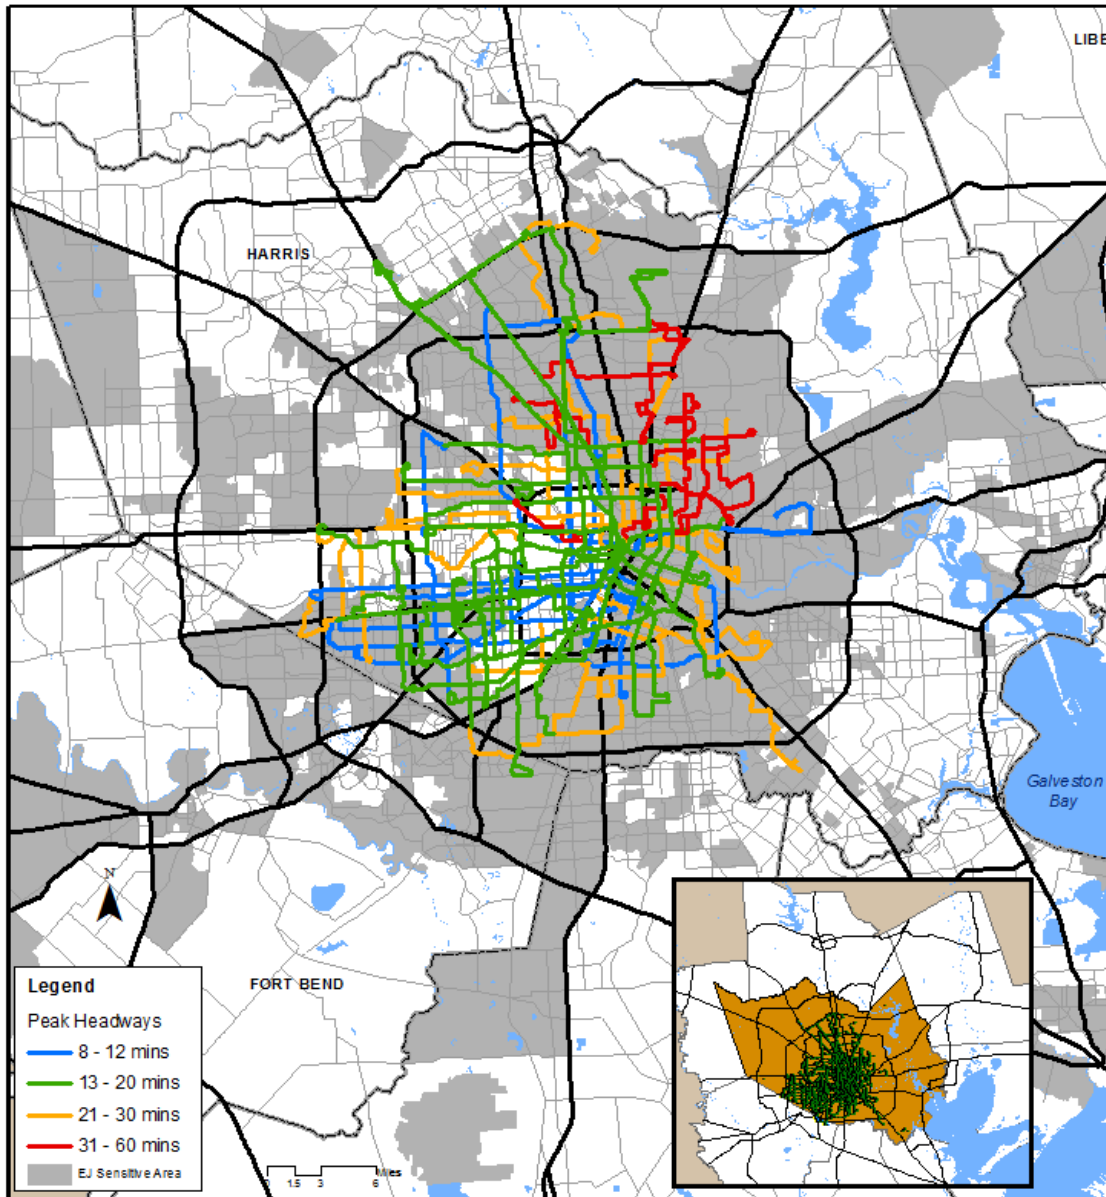 LIBE
HARRIS
Galveston
Bay
N
FORT BEND
Legend
Peak Headways
8 - 12 mins
13 - 20 mins
21 - 30 mins
31 - 60 mins
EJ Sensitive Area
Miles
0 1.5 3 6